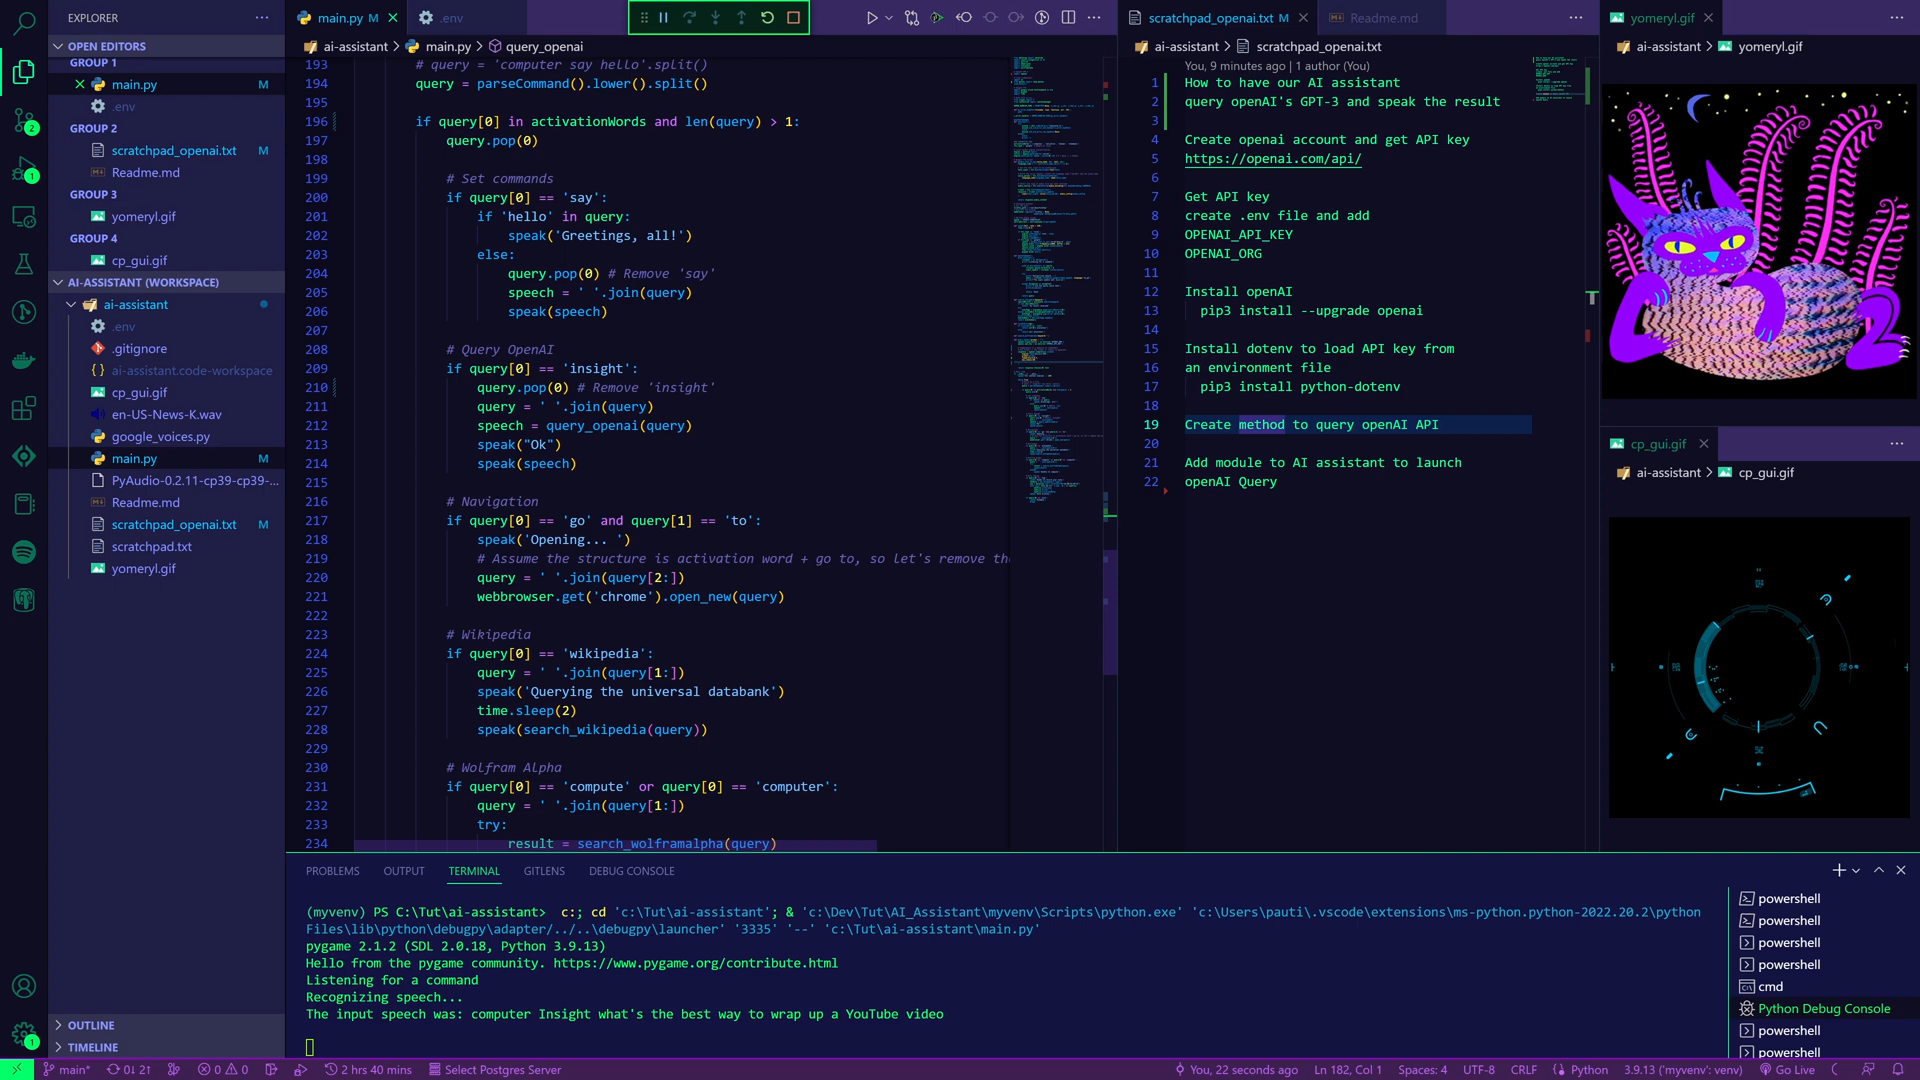 EXPLORER
OPEN EDITORS
GROUP 1
main.py M
.env
GROUP 2
scratchpad_openai.txt M
Readme.md
GROUP 3
yomeryl.gif
GROUP 4
cp_gui.gif
AI-ASSISTANT (WORKSPACE)
ai-assistant
.env
.gitignore
ai-assistant.code-workspace
cp_gui.gif
en-US-News-K.wav
google_voices.py
main.py M
PyAudio-0.2.11-cp39-cp39-...
Readme.md
scratchpad_openai.txt M
scratchpad.txt
yomeryl.gif
OUTLINE
TIMELINE
2
1
1
main.py M
.env
ai-assistant > main.py > query_openai
193 # query = 'computer say hello'.split()
194 query = parseCommand().lower().split()
195
196 if query[0] in activationWords and len(query) > 1:
197 query.pop(0)
198
199 # Set commands
200 if query[0] == 'say':
201 if 'hello' in query:
202 speak('Greetings, all!')
203 else:
204 query.pop(0) # Remove 'say'
205 speech = ' '.join(query)
206 speak(speech)
207
208 # Query OpenAI
209 if query[0] == 'insight':
210 query.pop(0) # Remove 'insight'
211 query = ' '.join(query)
212 speech = query_openai(query)
213 speak("Ok")
214 speak(speech)
215
216 # Navigation
217 if query[0] == 'go' and query[1] == 'to':
218 speak('Opening... ')
219 # Assume the structure is activation word + go to, so let's remove th
220 query = ' '.join(query[2:])
221 webbrowser.get('chrome').open_new(query)
222
223 # Wikipedia
224 if query[0] == 'wikipedia':
225 query = ' '.join(query[1:])
226 speak('Querying the universal databank')
227 time.sleep(2)
228 speak(search_wikipedia(query))
229
230 # Wolfram Alpha
231 if query[0] == 'compute' or query[0] == 'computer':
232 query = ' '.join(query[1:])
233 try:
234 result = search_wolframalpha(query)
scratchpad_openai.txt M
Readme.md
ai-assistant > scratchpad_openai.txt
You, 9 minutes ago | 1 author (You)
1 How to have our AI assistant
2 query openAI's GPT-3 and speak the result
3
4 Create openai account and get API key
5 https://openai.com/api/
6
7 Get API key
8 create .env file and add
9 OPENAI_API_KEY
10 OPENAI_ORG
11
12 Install openAI
13 pip3 install --upgrade openai
14
15 Install dotenv to load API key from
16 an environment file
17 pip3 install python-dotenv
18
19 Create method to query openAI API
20
21 Add module to AI assistant to launch
22 openAI Query
yomeryl.gif
ai-assistant > yomeryl.gif
cp_gui.gif
ai-assistant > cp_gui.gif
PROBLEMS OUTPUT TERMINAL GITLENS DEBUG CONSOLE
(myvenv) PS C:\Tut\ai-assistant> c:; cd 'c:\Tut\ai-assistant'; & 'c:\Dev\Tut\AI_Assistant\myvenv\Scripts\python.exe' 'c:\Users\pauti\.vscode\extensions\ms-python.python-2022.20.2\python
Files\lib\python\debugpy\adapter/../..\debugpy\launcher' '3335' '--' 'c:\Tut\ai-assistant\main.py'
pygame 2.1.2 (SDL 2.0.18, Python 3.9.13)
Hello from the pygame community. https://www.pygame.org/contribute.html
Listening for a command
Recognizing speech...
The input speech was: computer Insight what's the best way to wrap up a YouTube video
powershell
powershell
powershell
powershell
cmd
Python Debug Console
powershell
powershell
main* 0↓ 2↑ 0 0 2 hrs 40 mins Select Postgres Server You, 22 seconds ago Ln 182, Col 1 Spaces: 4 UTF-8 CRLF Python 3.9.13 ('myvenv': venv) Go Live